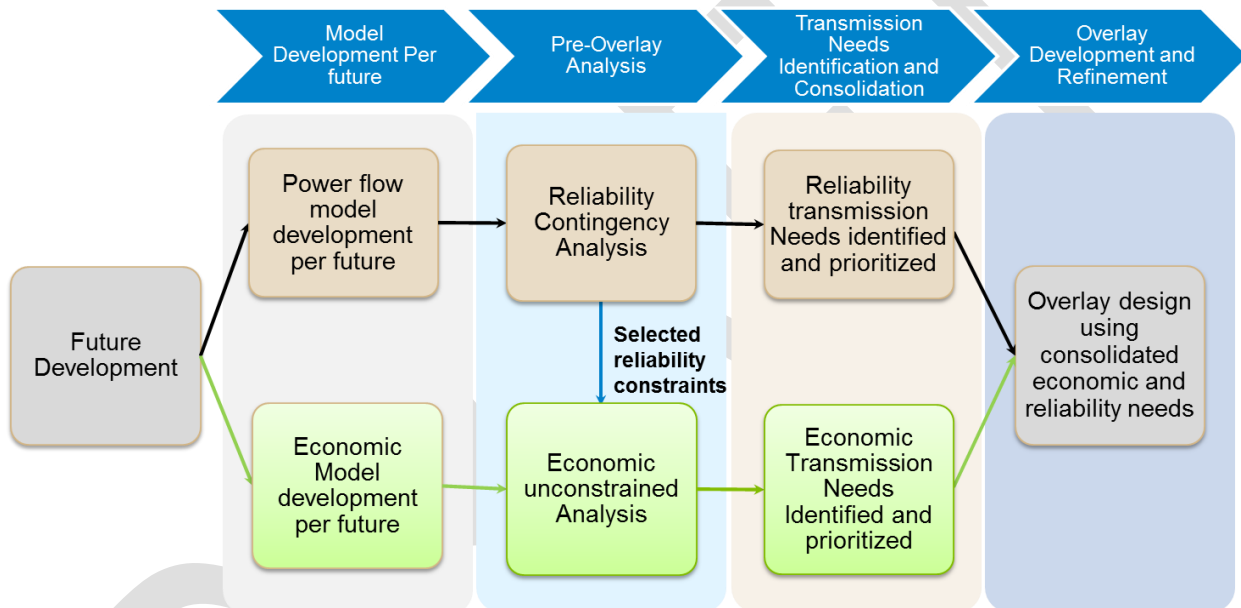 Model
Development Per
future
Pre-Overlay
Analysis
Transmission
Needs
Identification and
Consolidation
Overlay
Development and
Refinement
Future
Development
Power flow
model
development
per future
Reliability
Contingency
Analysis
Reliability
transmission
Needs identified
and prioritized
Selected
reliability
constraints
Economic
Model
development
per future
Economic
unconstrained
Analysis
Economic
Transmission
Needs
Identified and
prioritized
Overlay design
using
consolidated
economic and
reliability needs